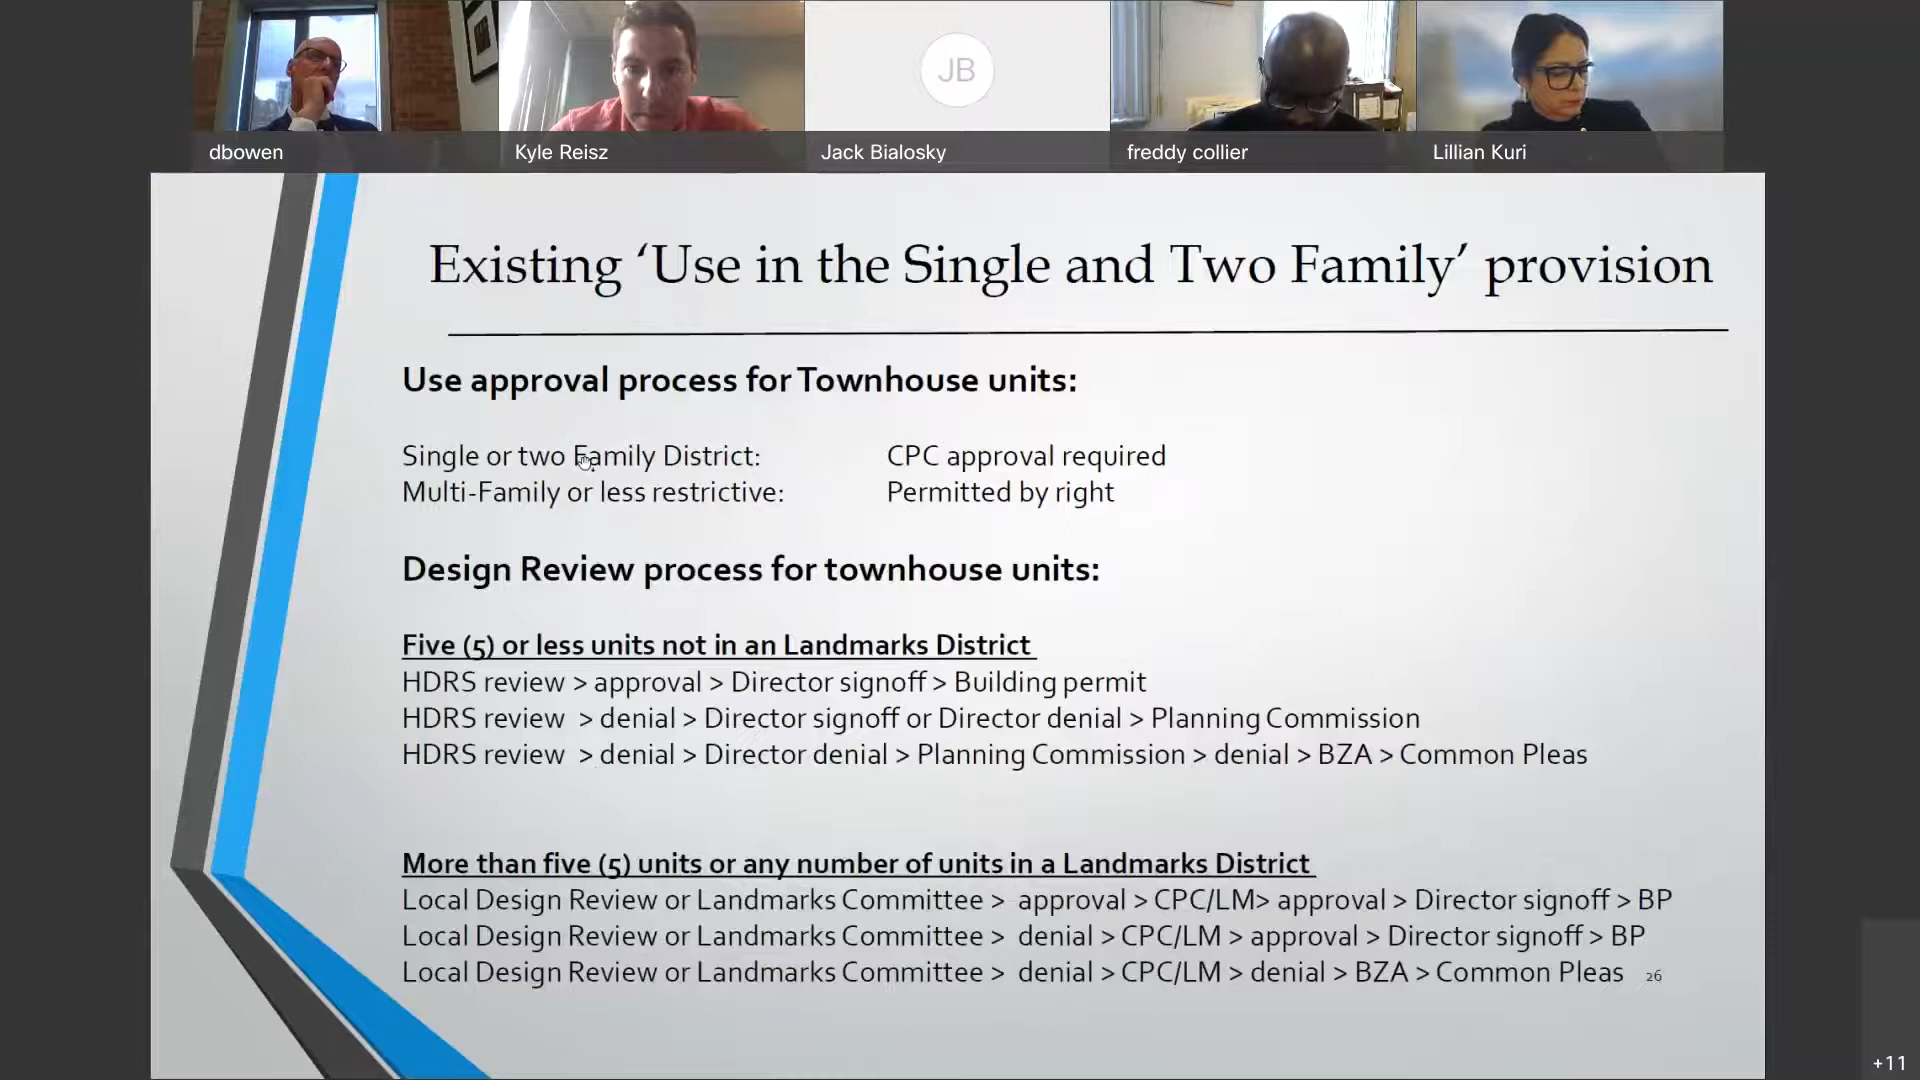 JB
dbowen
Kyle Reisz
Jack Bialosky
freddy collier
Lillian Kuri
Existing ‘Use in the Single and Two Family’ provision
Use approval process for Townhouse units:
Single or two Family District: CPC approval required
Multi-Family or less restrictive: Permitted by right
Design Review process for townhouse units:
Five (5) or less units not in an Landmarks District
HDRS review > approval > Director signoff > Building permit
HDRS review > denial > Director signoff or Director denial > Planning Commission
HDRS review > denial > Director denial > Planning Commission > denial > BZA > Common Pleas
More than five (5) units or any number of units in a Landmarks District
Local Design Review or Landmarks Committee > approval > CPC/LM> approval > Director signoff > BP
Local Design Review or Landmarks Committee > denial > CPC/LM > approval > Director signoff > BP
Local Design Review or Landmarks Committee > denial > CPC/LM > denial > BZA > Common Pleas
26
+11